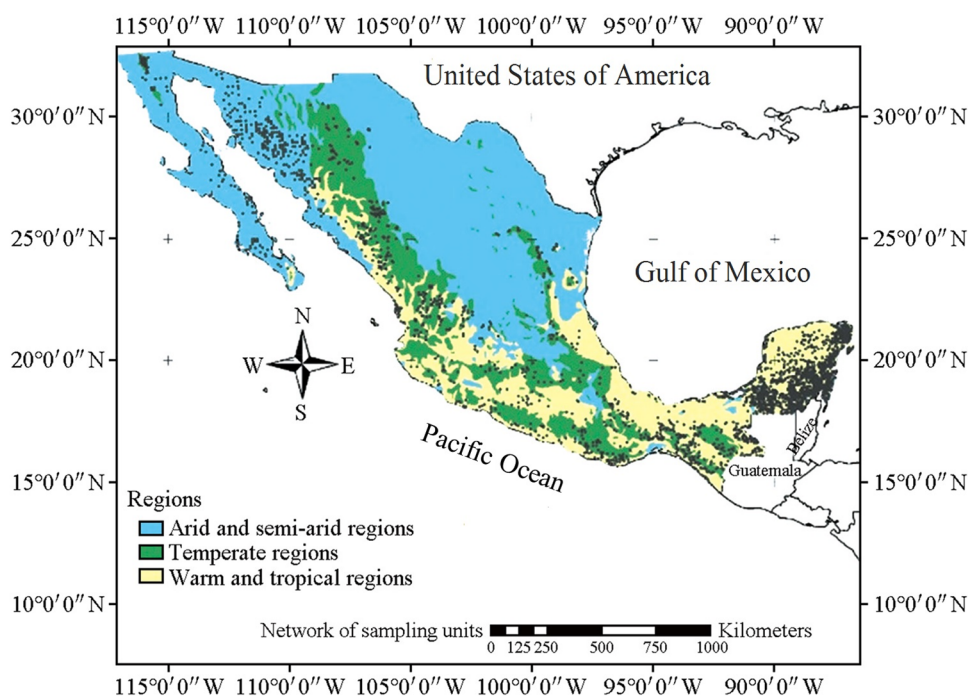 115°0′0″W 110°0′0″W 105°0′0″W 100°0′0″W 95°0′0″W 90°0′0″W
United States of America
30°0′0″N 30°0′0″N
25°0′0″N 25°0′0″N
Gulf of Mexico
N
20°0′0″N W E 20°0′0″N
S
Pacific Ocean
Belize
Guatemala
15°0′0″N 15°0′0″N
Regions
Arid and semi-arid regions
Temperate regions
Warm and tropical regions
10°0′0″N 10°0′0″N
Network of sampling units Kilometers
0 125 250 500 750 1000
115°0′0″W 110°0′0″W 105°0′0″W 100°0′0″W 95°0′0″W 90°0′0″W